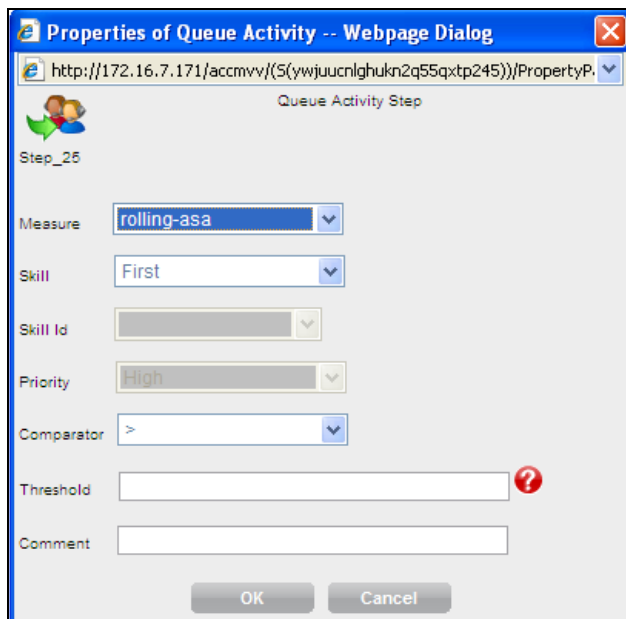 Properties of Queue Activity -- Webpage Dialog
http://172.16.7.171/accmvv/(S(ywjuucnlghukn2q55qxtp245))/PropertyP
Queue Activity Step
Step_25
Measure rolling-asa
Skill First
Skill Id
Priority High
Comparator >
Threshold
Comment
OK Cancel